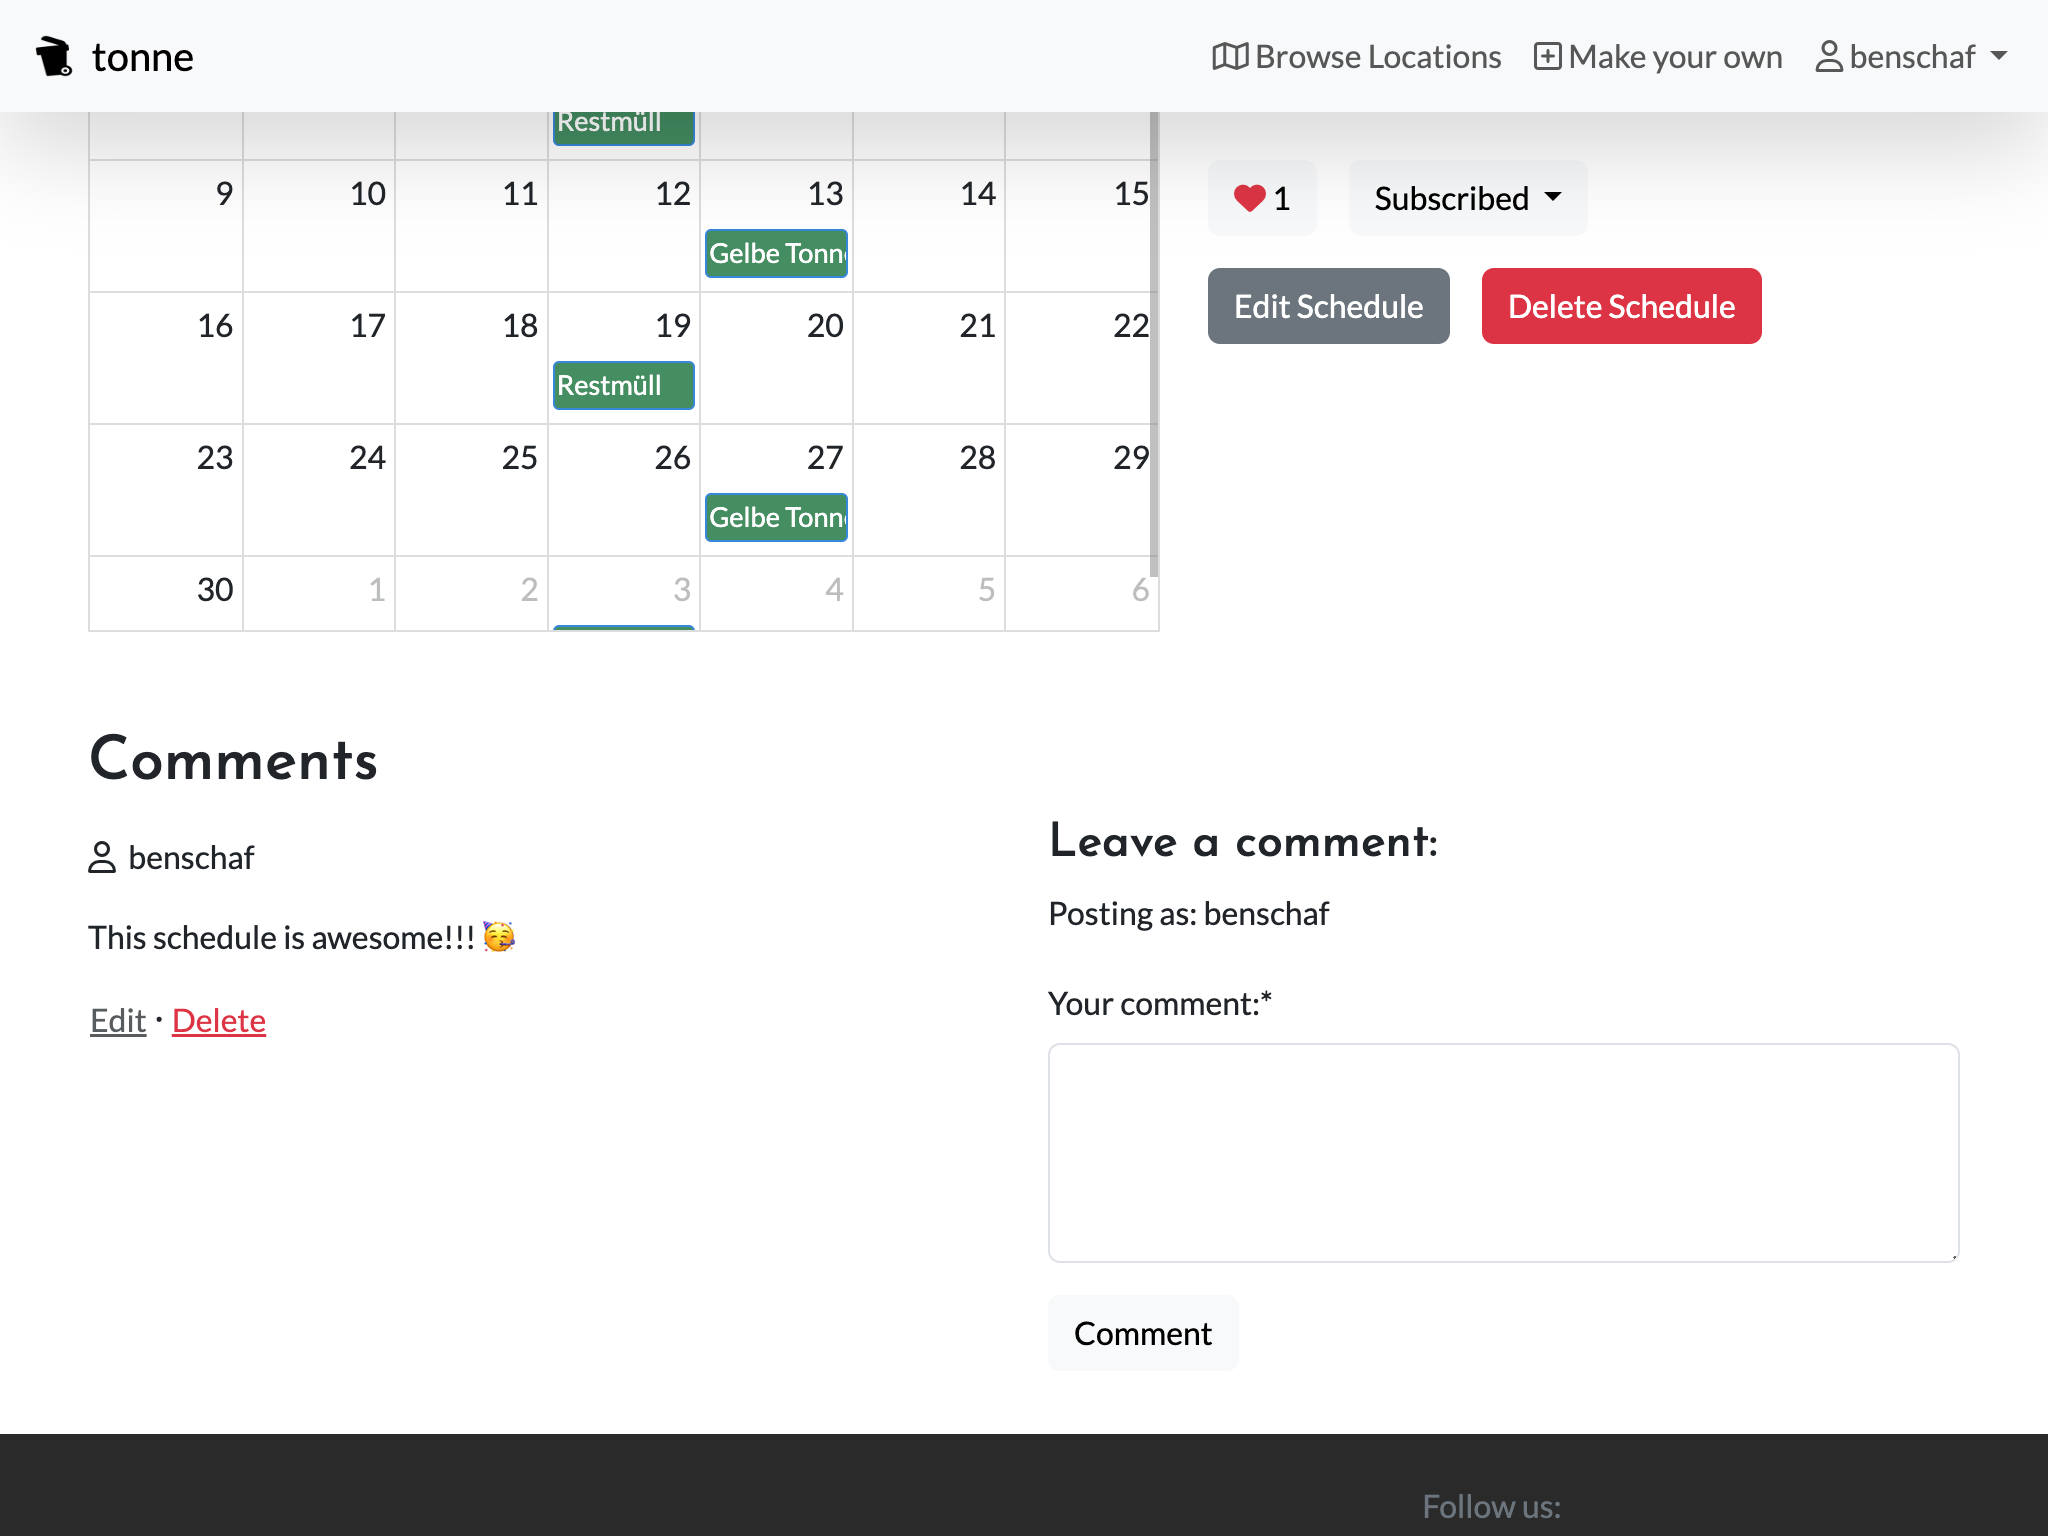 tonne
Browse Locations
Make your own
benschaf
Restmüll
9 10 11 12 13 14 15
Gelbe Tonn
16 17 18 19 20 21 22
Restmüll
23 24 25 26 27 28 29
Gelbe Tonn
30 1 2 3 4 5 6
1
Subscribed
Edit Schedule
Delete Schedule
Comments
benschaf
This schedule is awesome!!! 🥳
Edit · Delete
Leave a comment:
Posting as: benschaf
Your comment:*
Comment
Follow us: